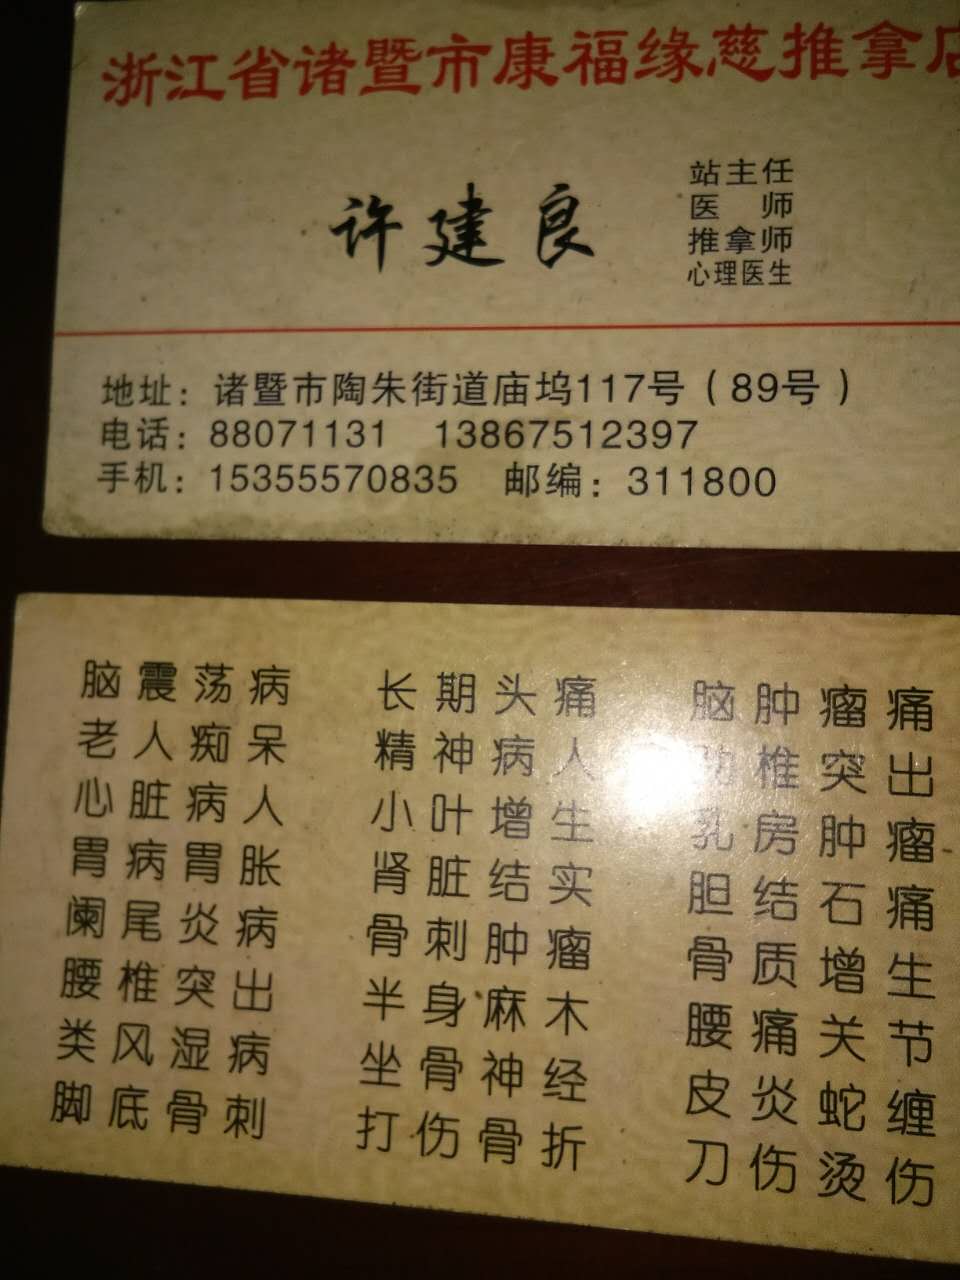 浙江省诸暨市康福缘慈推拿店
许建良
站主任
医师
推拿师
心理医生
地址：诸暨市陶朱街道庙坞117号（89号）
电话：88071131 13867512397
手机：15355570835 邮编：311800
脑震荡病 长期头痛 脑肿瘤痛
老人痴呆 精神病人 椎突出
心脏病人 小叶增生 乳房肿瘤
胃病胃胀 肾脏结实 胆结石痛
阑尾炎病 骨刺肿瘤 骨质增生
腰椎突出 半身麻木 腰痛关节
类风湿病 坐骨神经 皮炎蛇缠
脚底骨刺 打伤骨折 刀伤烫伤